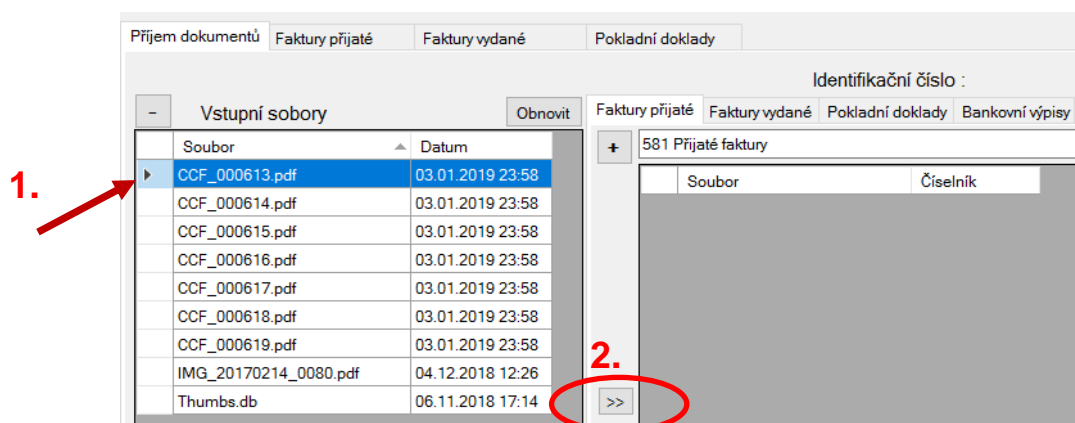 Příjem dokumentů Faktury přijaté Faktury vydané Pokladní doklady
Identifikační číslo :
- Vstupní sobory Obnovit
Faktury přijaté Faktury vydané Pokladní doklady Bankovní výpisy
+ 581 Přijaté faktury
Soubor Datum
Soubor Číselník
1.
CCF_000613.pdf 03.01.2019 23:58
CCF_000614.pdf 03.01.2019 23:58
CCF_000615.pdf 03.01.2019 23:58
CCF_000616.pdf 03.01.2019 23:58
CCF_000617.pdf 03.01.2019 23:58
CCF_000618.pdf 03.01.2019 23:58
CCF_000619.pdf 03.01.2019 23:58
IMG_20170214_0080.pdf 04.12.2018 12:26
Thumbs.db 06.11.2018 17:14
2.
>>